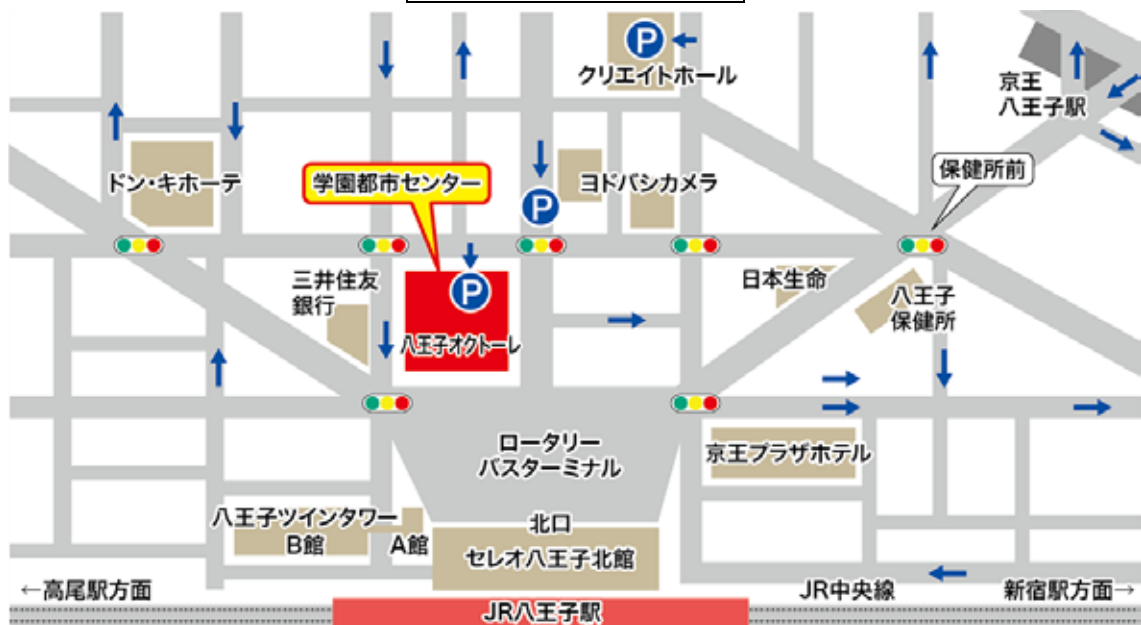 P
クリエイトホール
京王
八王子駅
保健所前
ドン・キホーテ
学園都市センター
P
ヨドバシカメラ
三井住友
銀行
P
八王子オクトーレ
日本生命
八王子
保健所
ロータリー
バスターミナル
京王プラザホテル
八王子ツインタワー
B館
A館
北口
セレオ八王子北館
←高尾駅方面
JR中央線
新宿駅方面→
JR八王子駅